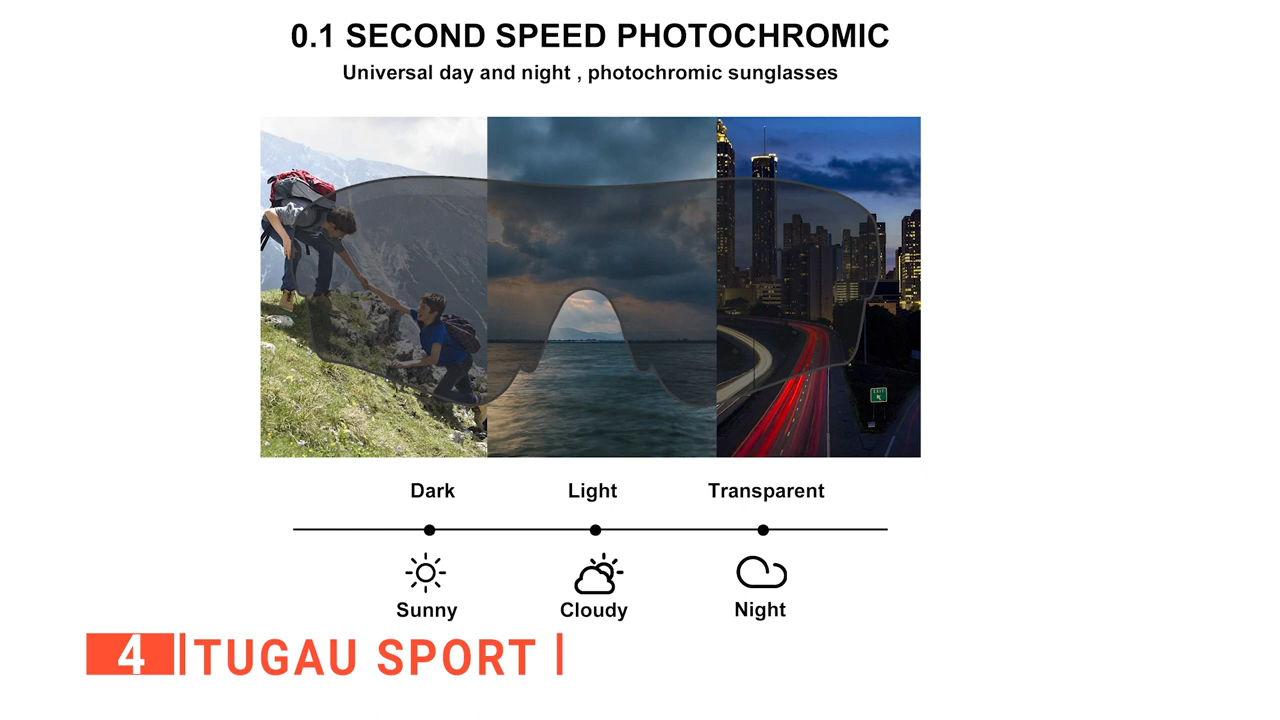 0.1 SECOND SPEED PHOTOCHROMIC
Universal day and night , photochromic sunglasses
EXIT
Dark Light Transparent
Sunny Cloudy Night
4 TUGAU SPORT